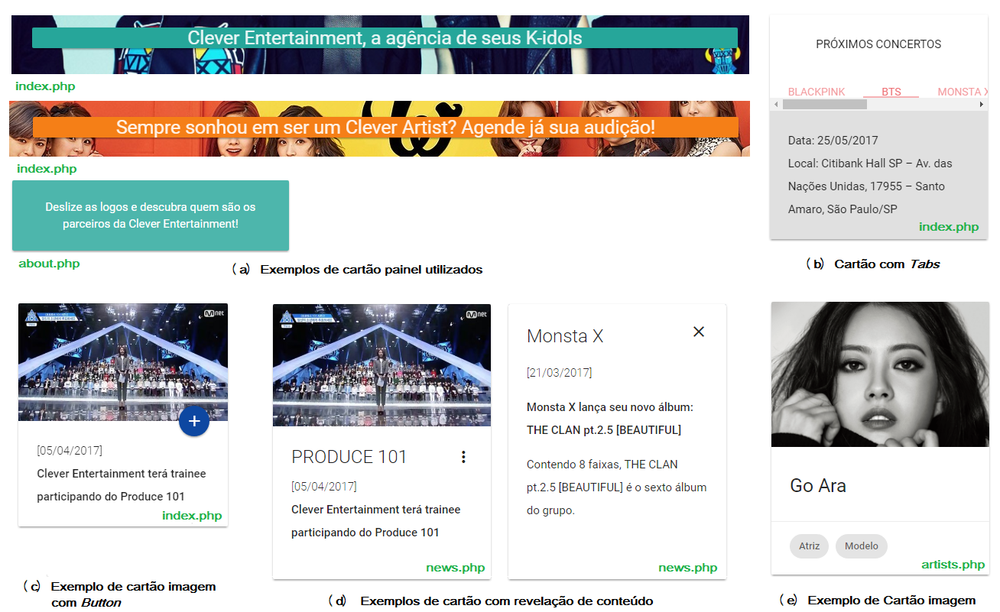 Clever Entertainment, a agência de seus K-idols
index.php
Sempre sonhou em ser um Clever Artist? Agende já sua audição!
index.php
Deslize as logos e descubra quem são os
parceiros da Clever Entertainment!
about.php
(a) Exemplos de cartão painel utilizados
PRÓXIMOS CONCERTOS
BLACKPINK BTS MONSTA X
Data: 25/05/2017
Local: Citibank Hall SP – Av. das
Nações Unidas, 17955 – Santo
Amaro, São Paulo/SP
index.php
(b) Cartão com Tabs
101
Mnet
[05/04/2017]
Clever Entertainment terá trainee
participando do Produce 101
index.php
(c) Exemplo de cartão imagem
com Button
101
Mnet
PRODUCE 101
[05/04/2017]
Clever Entertainment terá trainee
participando do Produce 101
news.php
Monsta X
[21/03/2017]
Monsta X lança seu novo álbum:
THE CLAN pt.2.5 [BEAUTIFUL]
Contendo 8 faixas, THE CLAN
pt.2.5 [BEAUTIFUL] é o sexto álbum
do grupo.
news.php
(d) Exemplos de cartão com revelação de conteúdo
Go Ara
Atriz Modelo
artists.php
(e) Exemplo de Cartão imagem